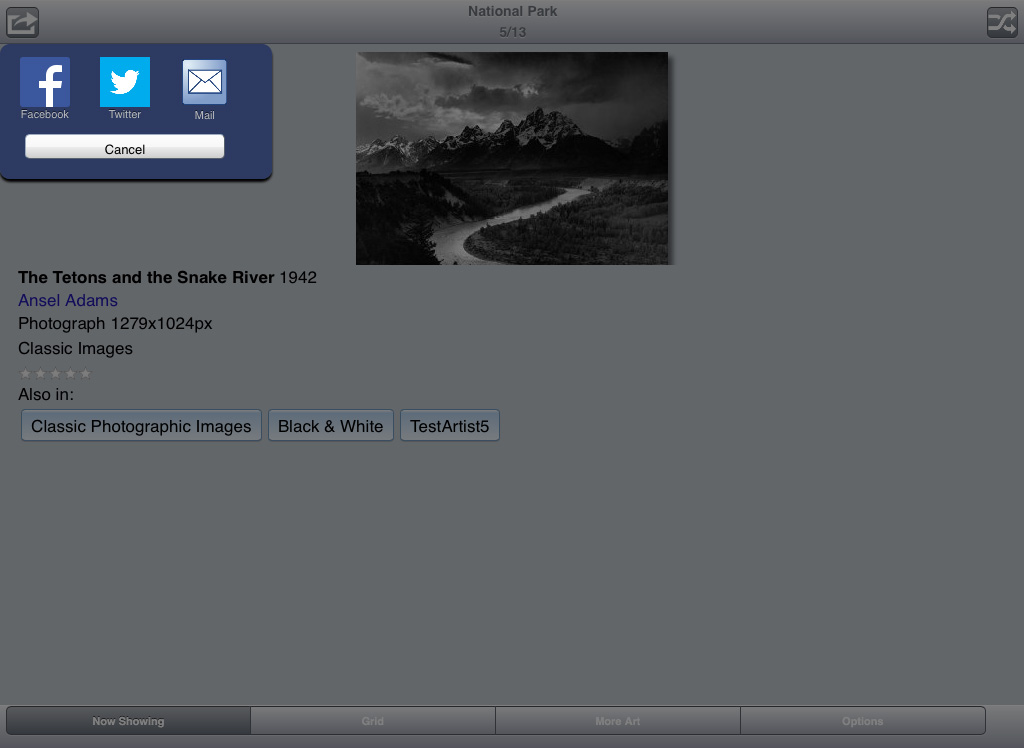 National Park
5/13
Facebook Twitter Mail
Cancel
The Tetons and the Snake River 1942
Ansel Adams
Photograph 1279x1024px
Classic Images
Also in:
Classic Photographic Images Black & White TestArtist5
Now Showing Grid More Art Options